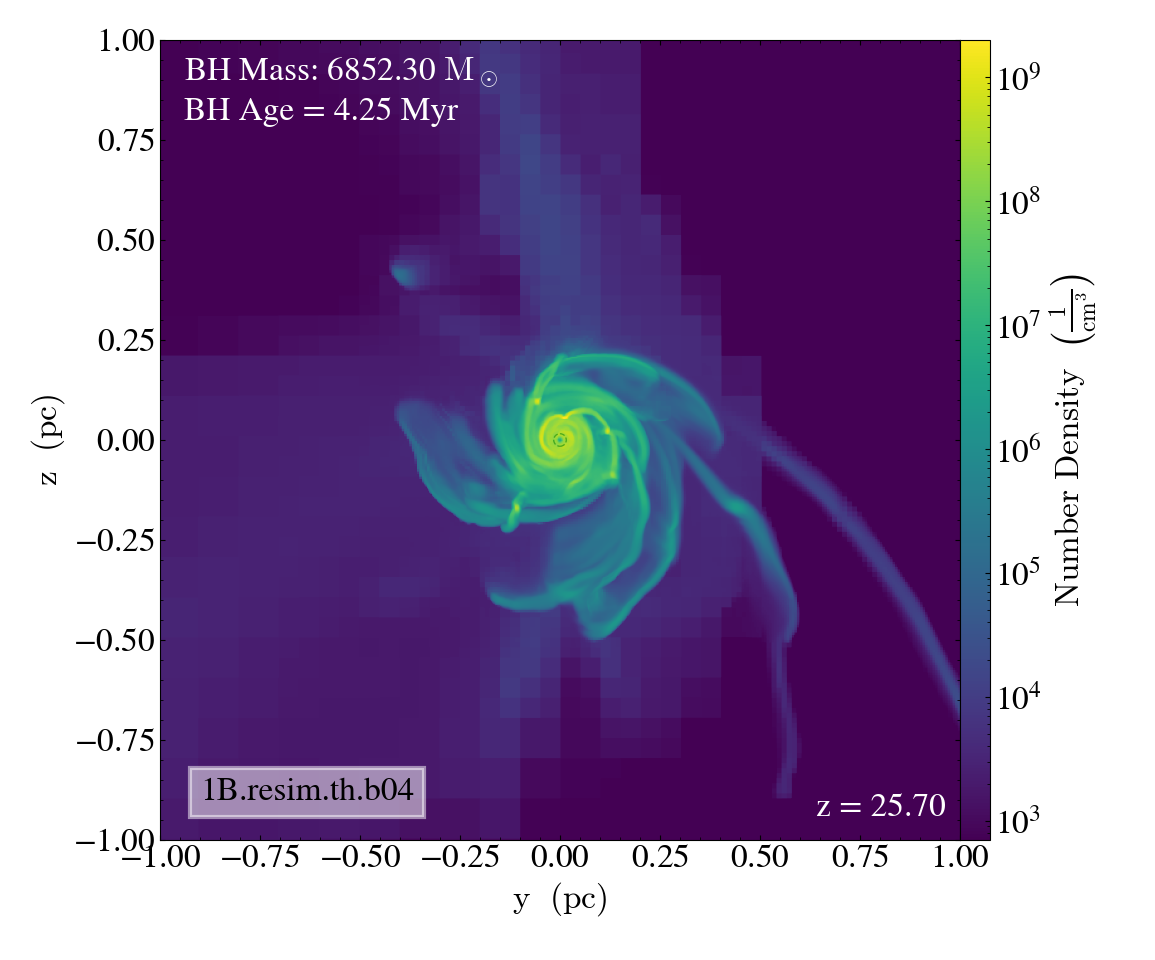 BH Mass: 6852.30 M⊙
BH Age = 4.25 Myr
1B.resim.th.b04
z = 25.70
1.00
0.75
0.50
0.25
0.00
−0.25
−0.50
−0.75
−1.00
z (pc)
−1.00 −0.75 −0.50 −0.25 0.00 0.25 0.50 0.75 1.00
y (pc)
10⁹
10⁸
10⁷
10⁶
10⁵
10⁴
10³
Number Density (1/cm³)